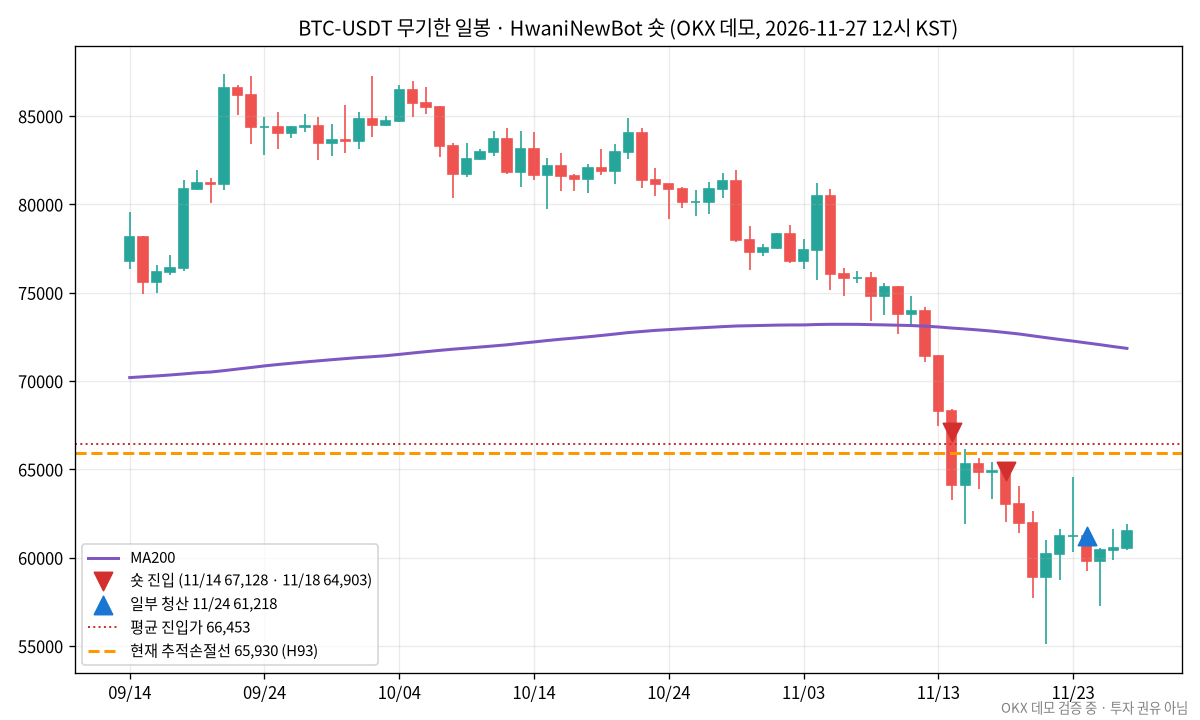 BTC-USDT 무기한 일봉 · HwaniNewBot 숏 (OKX 데모, 2026-11-27 12시 KST)
85000
80000
75000
70000
65000
60000
55000
MA200
숏 진입 (11/14 67,128 · 11/18 64,903)
일부 청산 11/24 61,218
평균 진입가 66,453
현재 추적손절선 65,930 (H93)
09/14 09/24 10/04 10/14 10/24 11/03 11/13 11/23
OKX 데모 검증 중 · 투자 권유 아님